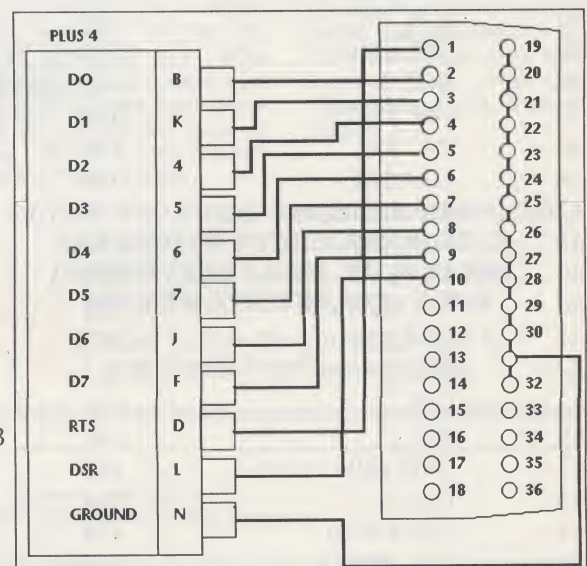 PLUS 4
D0 B
D1 K
D2 4
D3 5
D4 6
D5 7
D6 J
D7 F
RTS D
DSR L
GROUND N
1 19
2 20
3 21
4 22
5 23
6 24
7 25
8 26
9 27
10 28
11 29
12 30
13
14 32
15 33
16 34
17 35
18 36